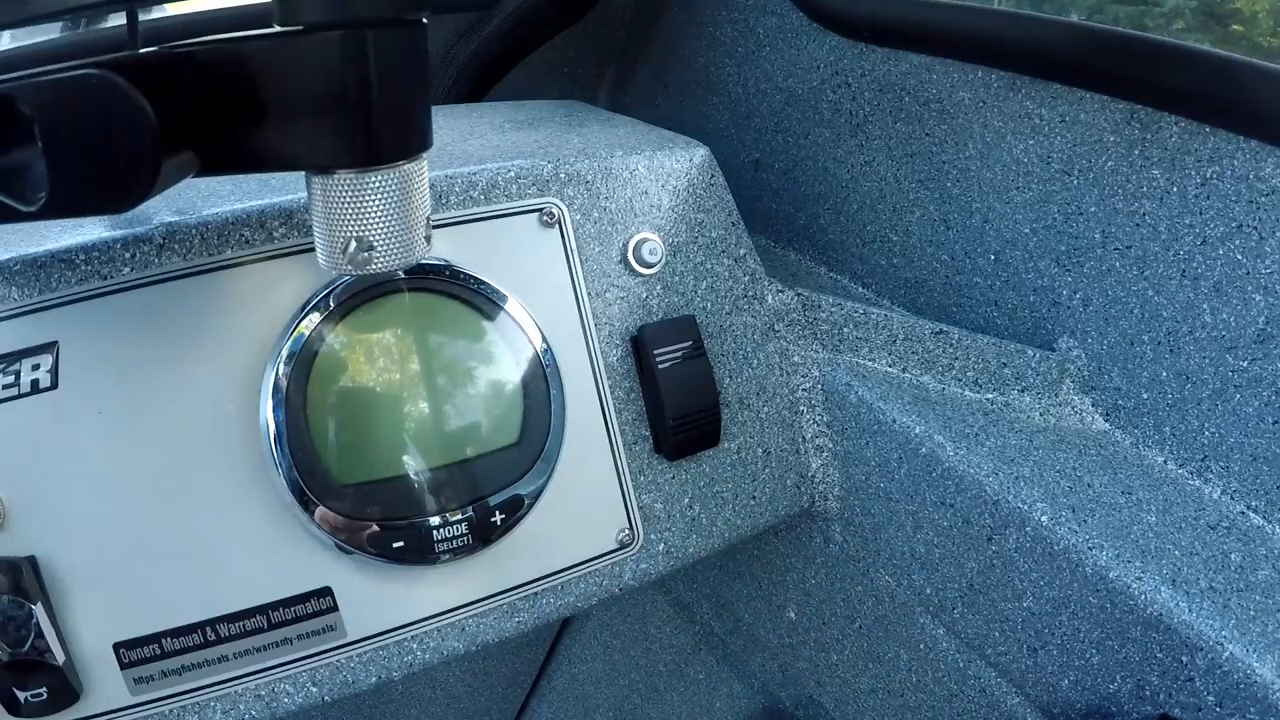 40
ER
MODE
[SELECT]
- +
Owners Manual & Warranty Information
https://kingfisherboats.com/warranty-manuals/